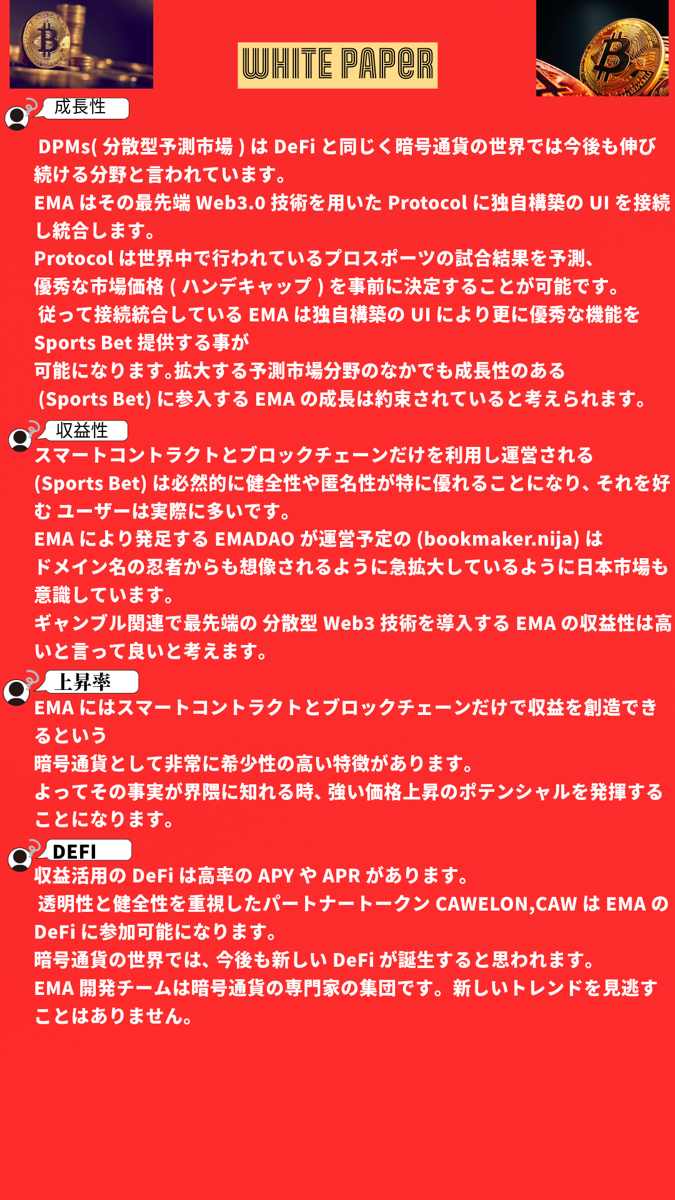 WHITE PAPER
成長性
DPMs( 分散型予測市場 ) は DeFi と同じく暗号通貨の世界では今後も伸び
続ける分野と言われています。
EMA はその最先端 Web3.0 技術を用いた Protocol に独自構築の UI を接続
し統合します。
Protocol は世界中で行われているプロスポーツの試合結果を予測、
優秀な市場価格 ( ハンデキャップ ) を事前に決定することが可能です。
従って接続統合している EMA は独自構築の UI により更に優秀な機能を
Sports Bet 提供する事が
可能になります。拡大する予測市場分野のなかでも成長性のある
(Sports Bet) に参入する EMA の成長は約束されていると考えられます。
収益性
スマートコントラクトとブロックチェーンだけを利用し運営される
(Sports Bet) は必然的に健全性や匿名性が特に優れることになり、それを好
む ユーザーは実際に多いです。
EMA により発足する EMADAO が運営予定の (bookmaker.nija) は
ドメイン名の忍者からも想像されるように急拡大しているように日本市場も
意識しています。
ギャンブル関連で最先端の 分散型 Web3 技術を導入する EMA の収益性は高
いと言って良いと考えます。
上昇率
EMA にはスマートコントラクトとブロックチェーンだけで収益を創造でき
るという
暗号通貨として非常に希少性の高い特徴があります。
よってその事実が界隈に知れる時、強い価格上昇のポテンシャルを発揮する
ことになります。
DEFI
収益活用の DeFi は高率の APY や APR があります。
透明性と健全性を重視したパートナートークン CAWELON,CAW は EMA の
DeFi に参加可能になります。
暗号通貨の世界では、今後も新しい DeFi が誕生すると思われます。
EMA 開発チームは暗号通貨の専門家の集団です。新しいトレンドを見逃す
ことはありません。